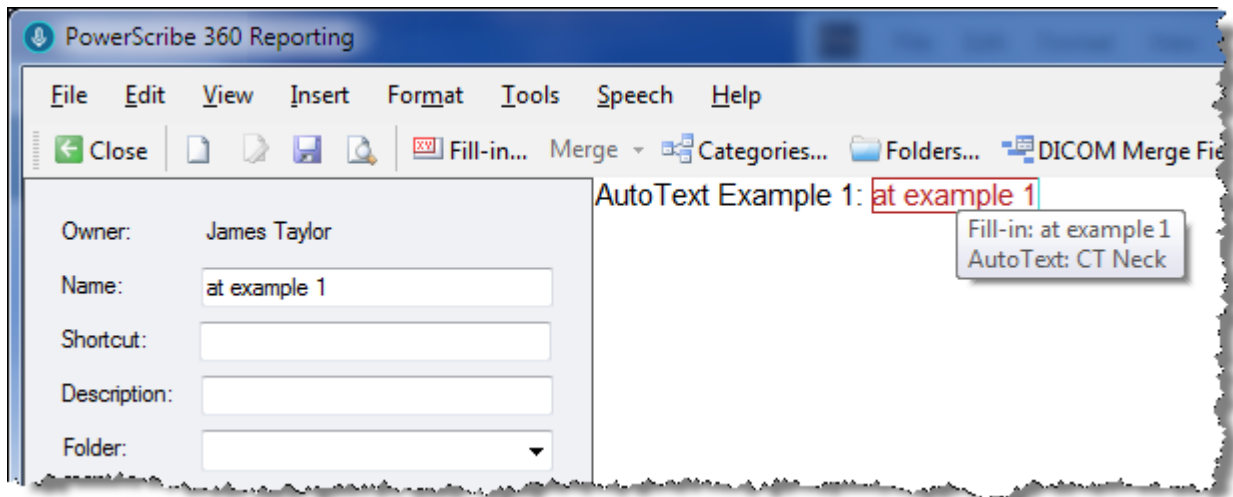 PowerScribe 360 Reporting
File Edit View Insert Format Tools Speech Help
Close Fill-in... Merge Categories... Folders... DICOM Merge Fie
Owner: James Taylor
Name: at example 1
Shortcut:
Description:
Folder:
AutoText Example 1: at example 1
Fill-in: at example 1
AutoText: CT Neck